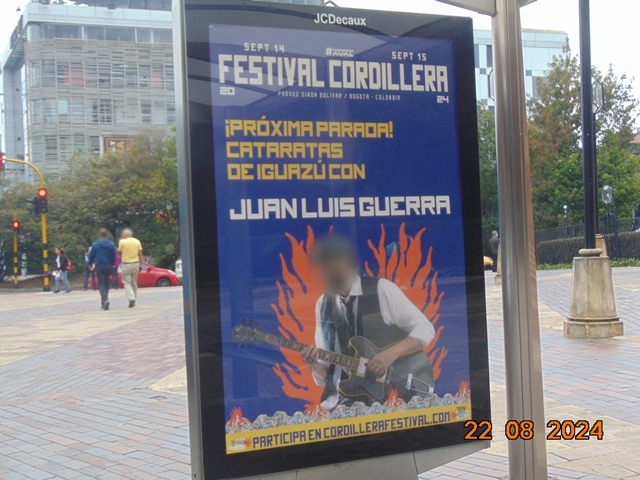 JCDecaux
SEPT 14
SEPT 15
FESTIVAL CORDILLERA
20
PARQUE SIMÓN BOLÍVAR / BOGOTÁ - COLOMBIA
24
¡PRÓXIMA PARADA!
CATARATAS
DE IGUAZÚ CON
JUAN LUIS GUERRA
PARTICIPA EN CORDILLERAFESTIVAL.COM
22 08 2024